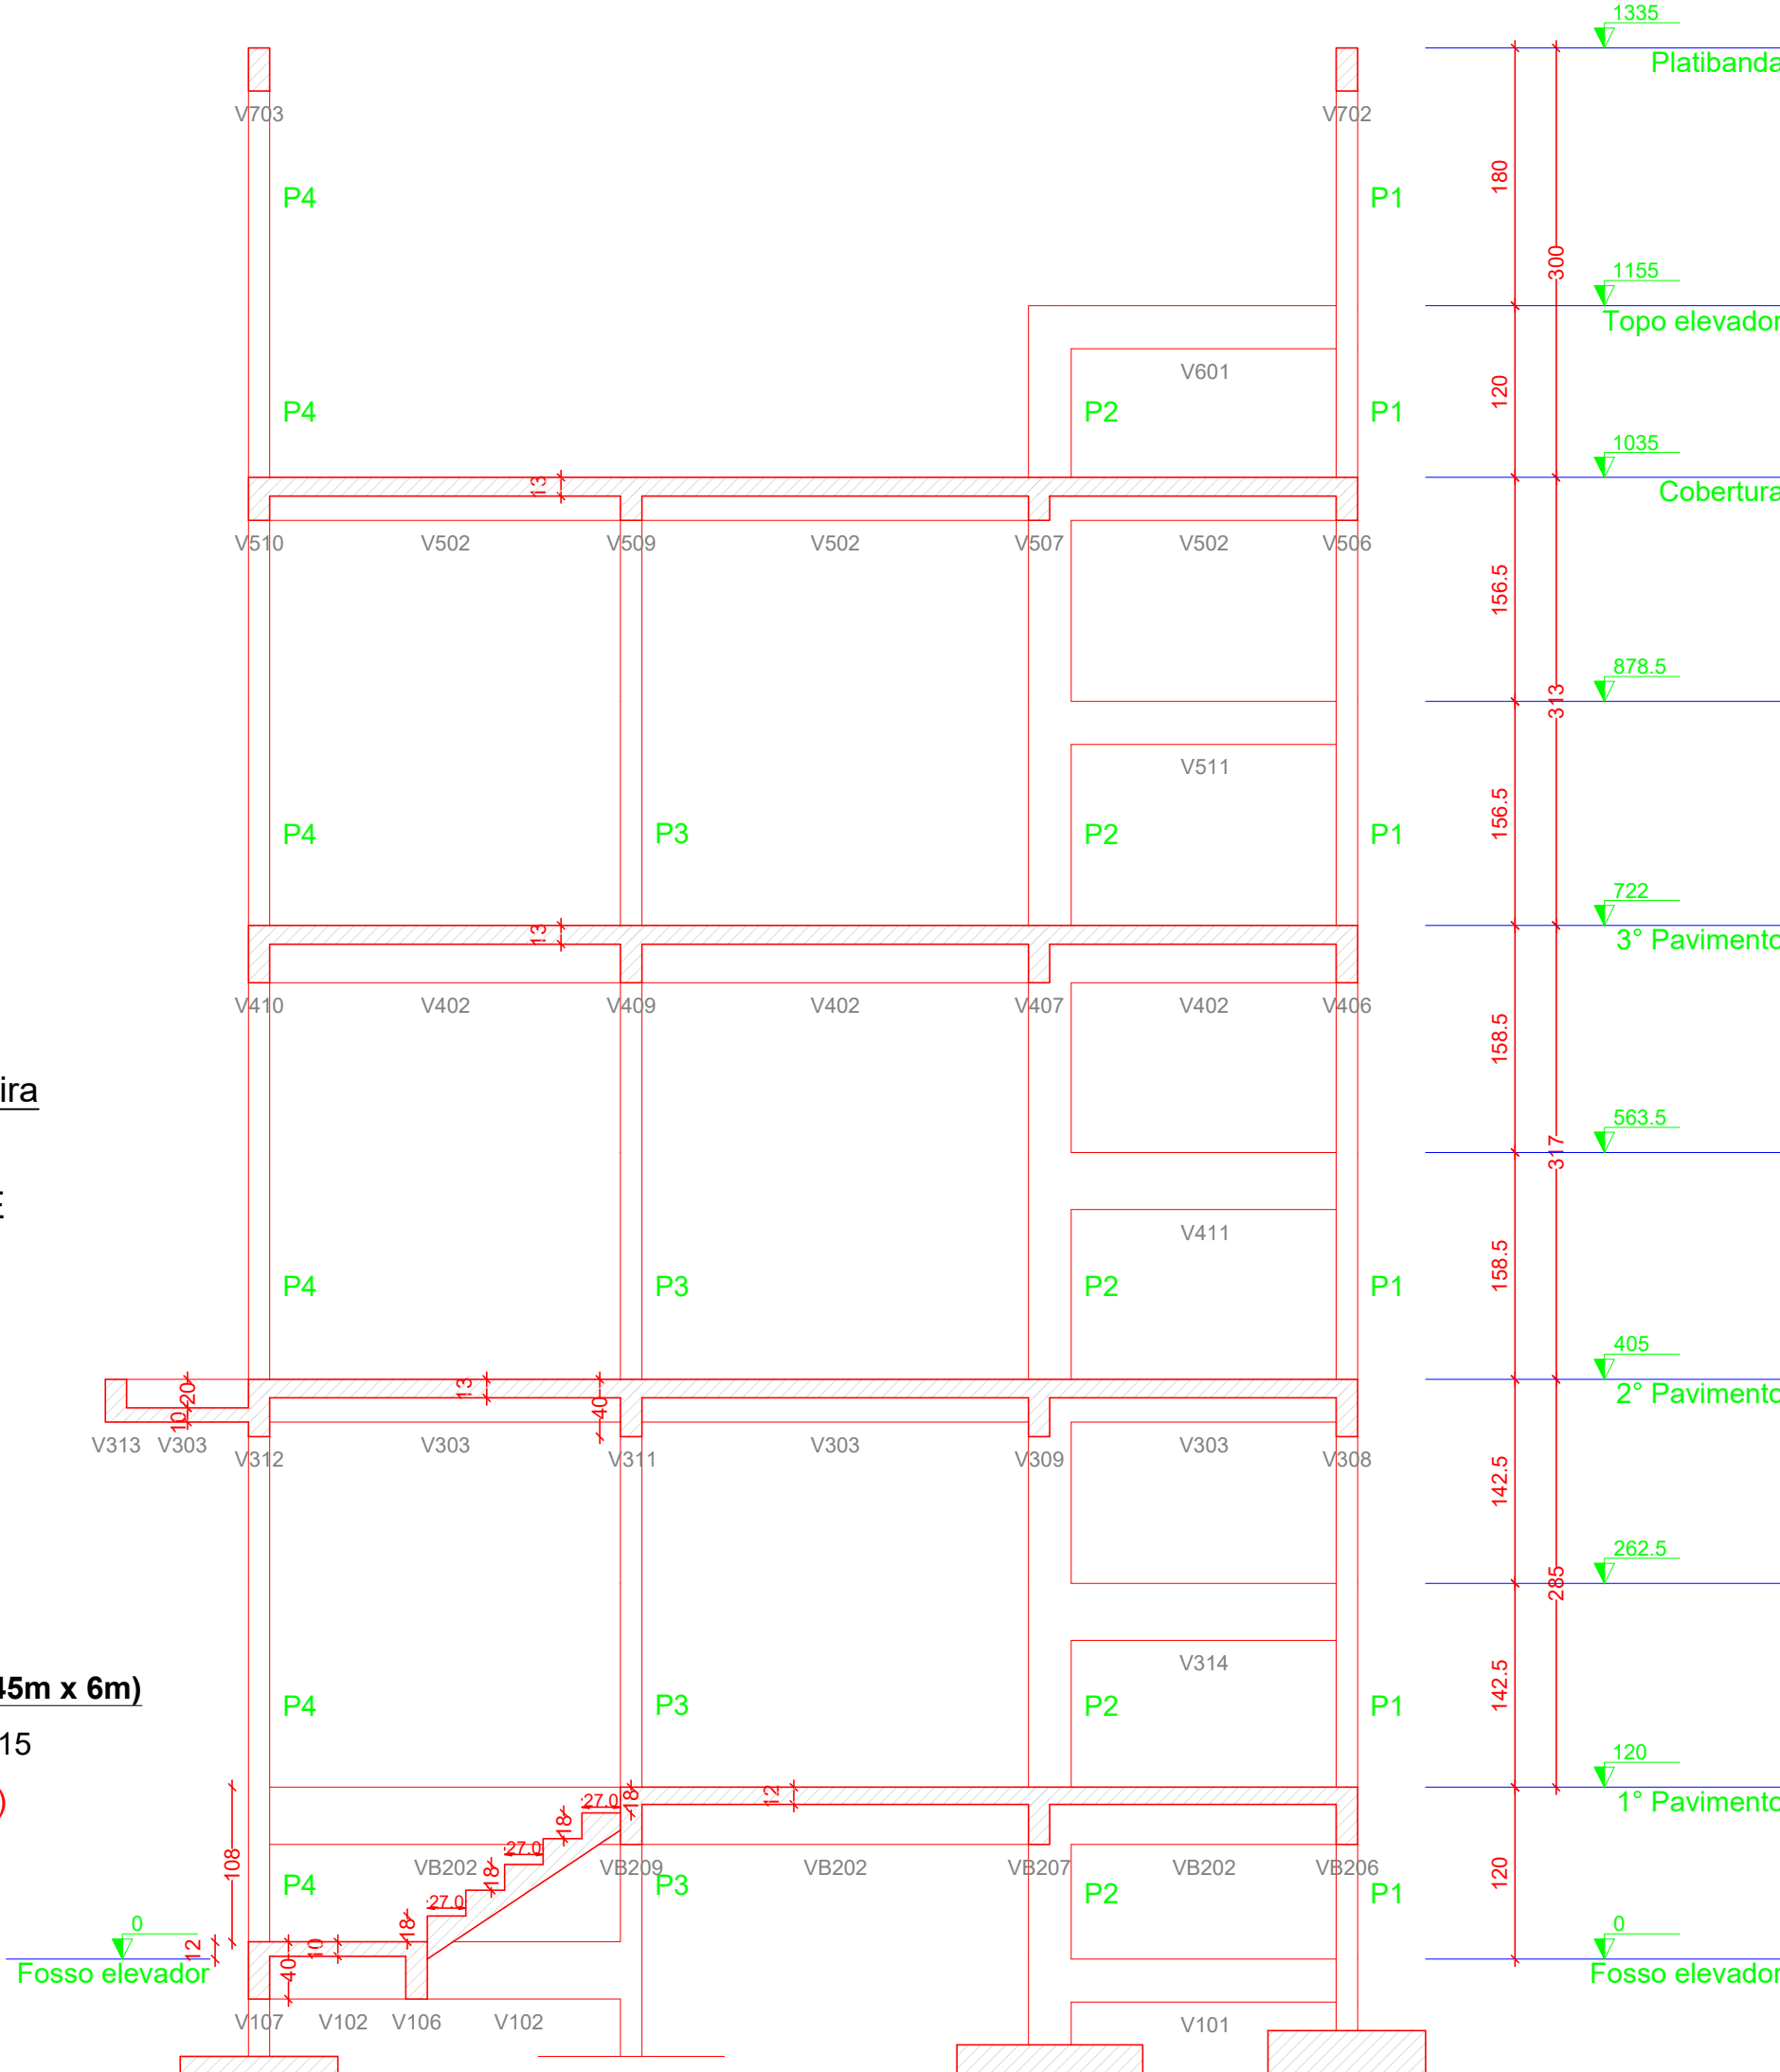 1335
Platibanda
V703 V702
180
P4 P1
300
1155
Topo elevador
V601
120
P4 P2 P1
1035
Cobertura
13
V510 V502 V509 V502 V507 V502 V506
156.5
878.5
313
V511
156.5
P4 P3 P2 P1
722
3° Pavimento
13
V410 V402 V409 V402 V407 V402 V406
158.5
ira
563.5
317
E
V411
158.5
P4 P3 P2 P1
405
2° Pavimento
20 13 40
10
V313 V303 V312 V303 V311 V303 V309 V303 V308
142.5
262.5
285
V314
45m x 6m)
142.5
P4 P3 P2 P1
15
120
1° Pavimento
)
27.0 18 12
18
27.0
108 VB202 VB209 VB202 VB207 VB202 VB206
18
P4 P3 P2 P1
120
27.0
18
0 0
12 10
Fosso elevador Fosso elevador
40
V107 V102 V106 V102 V101